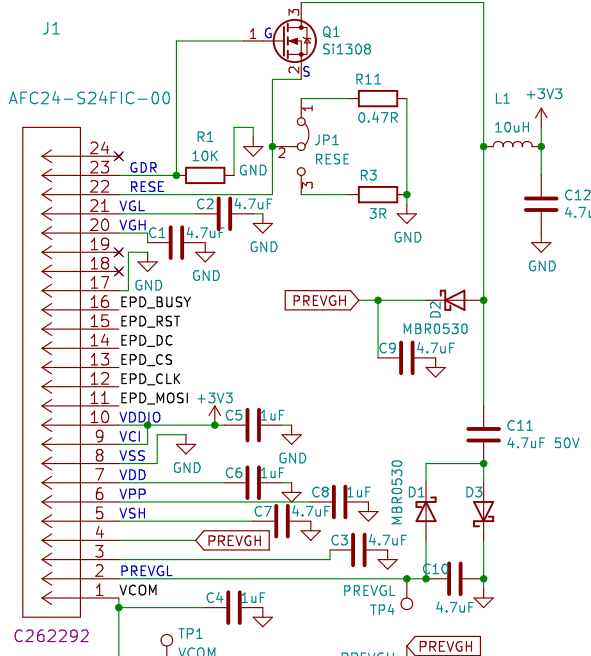 J1
AFC24-S24FIC-00
3
1 G
Q1
Si1308
2 S
R11
0.47R
1
JP1
RESE
2
3
R3
3R
GND
R1
10K
GND
L1
10uH
+3V3
C12
4.7u
GND
24
23 GDR
22 RESE
21 VGL
20 VGH
19
18
17
16 EPD_BUSY
15 EPD_RST
14 EPD_DC
13 EPD_CS
12 EPD_CLK
11 EPD_MOSI
10 VDDIO
9 VCI
8 VSS
7 VDD
6 VPP
5 VSH
4
3
2 PREVGL
1 VCOM
C2 4.7uF
GND
C1 4.7uF
GND
GND
PREVGH
D2
MBR0530
C9 4.7uF
+3V3
C5 1uF
GND
GND
C6 1uF
C8 1uF
C7 4.7uF
PREVGH
C3 4.7uF
C11
4.7uF 50V
MBR0530
D1
D3
C10
4.7uF
PREVGL
TP4
C4 1uF
C262292
TP1
VCOM
PREVGH
PREVGH